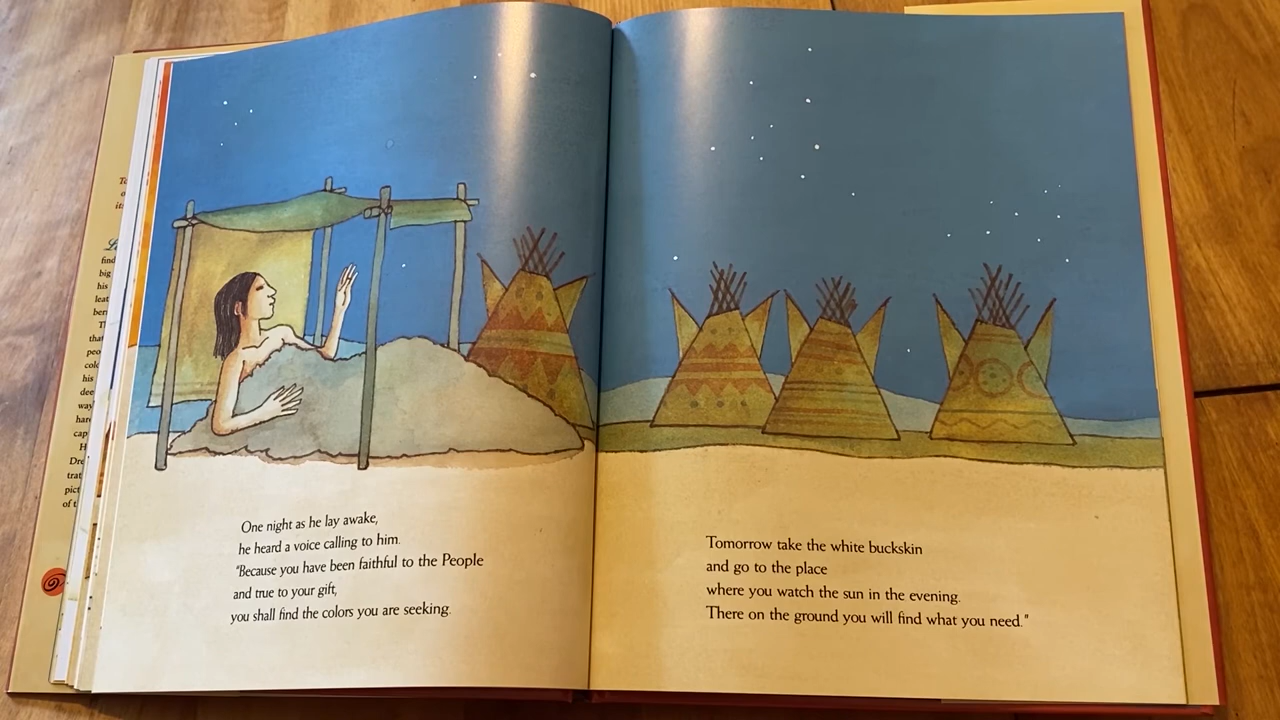 One night as he lay awake,
he heard a voice calling to him.
"Because you have been faithful to the People
and true to your gift,
you shall find the colors you are seeking.
Tomorrow take the white buckskin
and go to the place
where you watch the sun in the evening.
There on the ground you will find what you need."